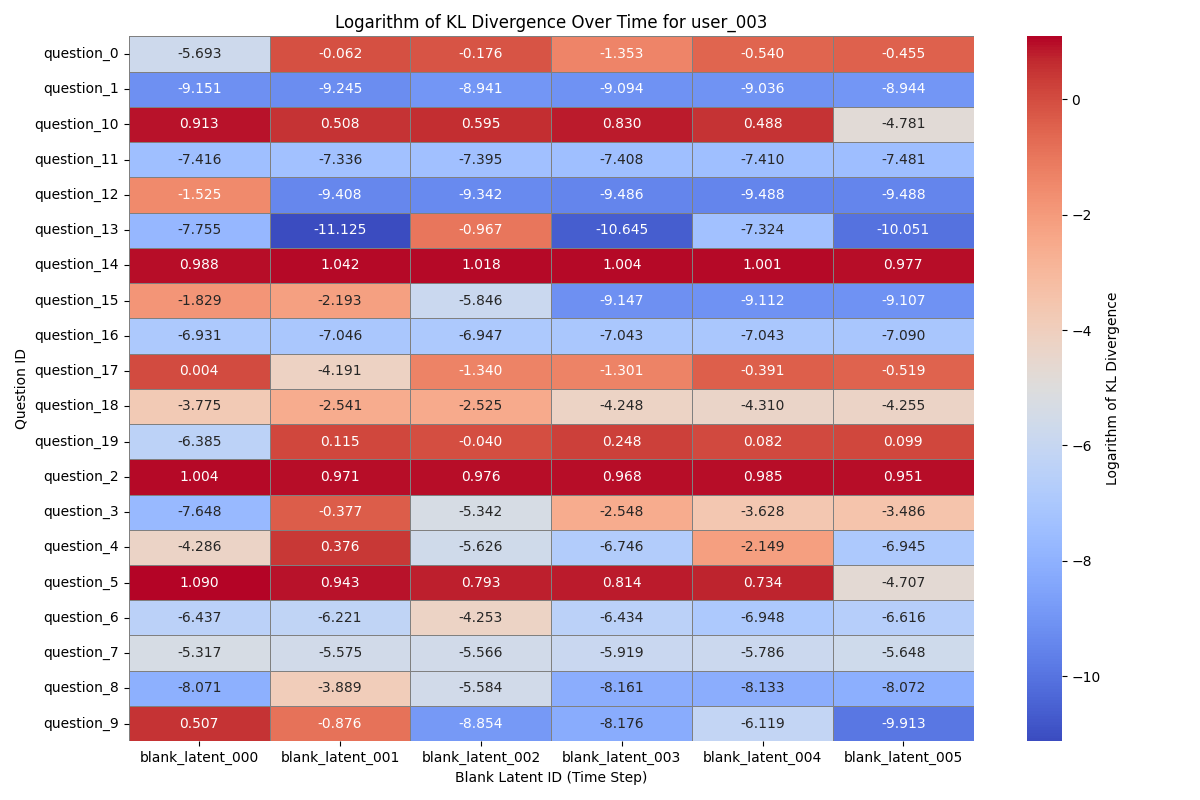 Logarithm of KL Divergence Over Time for user_003
question_0 -5.693 -0.062 -0.176 -1.353 -0.540 -0.455
question_1 -9.151 -9.245 -8.941 -9.094 -9.036 -8.944
question_10 0.913 0.508 0.595 0.830 0.488 -4.781
question_11 -7.416 -7.336 -7.395 -7.408 -7.410 -7.481
question_12 -1.525 -9.408 -9.342 -9.486 -9.488 -9.488
question_13 -7.755 -11.125 -0.967 -10.645 -7.324 -10.051
question_14 0.988 1.042 1.018 1.004 1.001 0.977
question_15 -1.829 -2.193 -5.846 -9.147 -9.112 -9.107
question_16 -6.931 -7.046 -6.947 -7.043 -7.043 -7.090
question_17 0.004 -4.191 -1.340 -1.301 -0.391 -0.519
question_18 -3.775 -2.541 -2.525 -4.248 -4.310 -4.255
question_19 -6.385 0.115 -0.040 0.248 0.082 0.099
question_2 1.004 0.971 0.976 0.968 0.985 0.951
question_3 -7.648 -0.377 -5.342 -2.548 -3.628 -3.486
question_4 -4.286 0.376 -5.626 -6.746 -2.149 -6.945
question_5 1.090 0.943 0.793 0.814 0.734 -4.707
question_6 -6.437 -6.221 -4.253 -6.434 -6.948 -6.616
question_7 -5.317 -5.575 -5.566 -5.919 -5.786 -5.648
question_8 -8.071 -3.889 -5.584 -8.161 -8.133 -8.072
question_9 0.507 -0.876 -8.854 -8.176 -6.119 -9.913
blank_latent_000 blank_latent_001 blank_latent_002 blank_latent_003 blank_latent_004 blank_latent_005
Blank Latent ID (Time Step)
Question ID
0
−2
−4
−6
−8
−10
Logarithm of KL Divergence